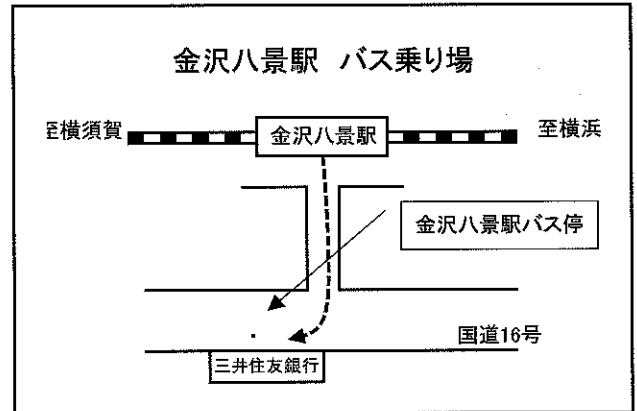 金沢八景駅 バス乗り場
至横須賀
金沢八景駅
至横浜
金沢八景駅バス停
国道16号
三井住友銀行